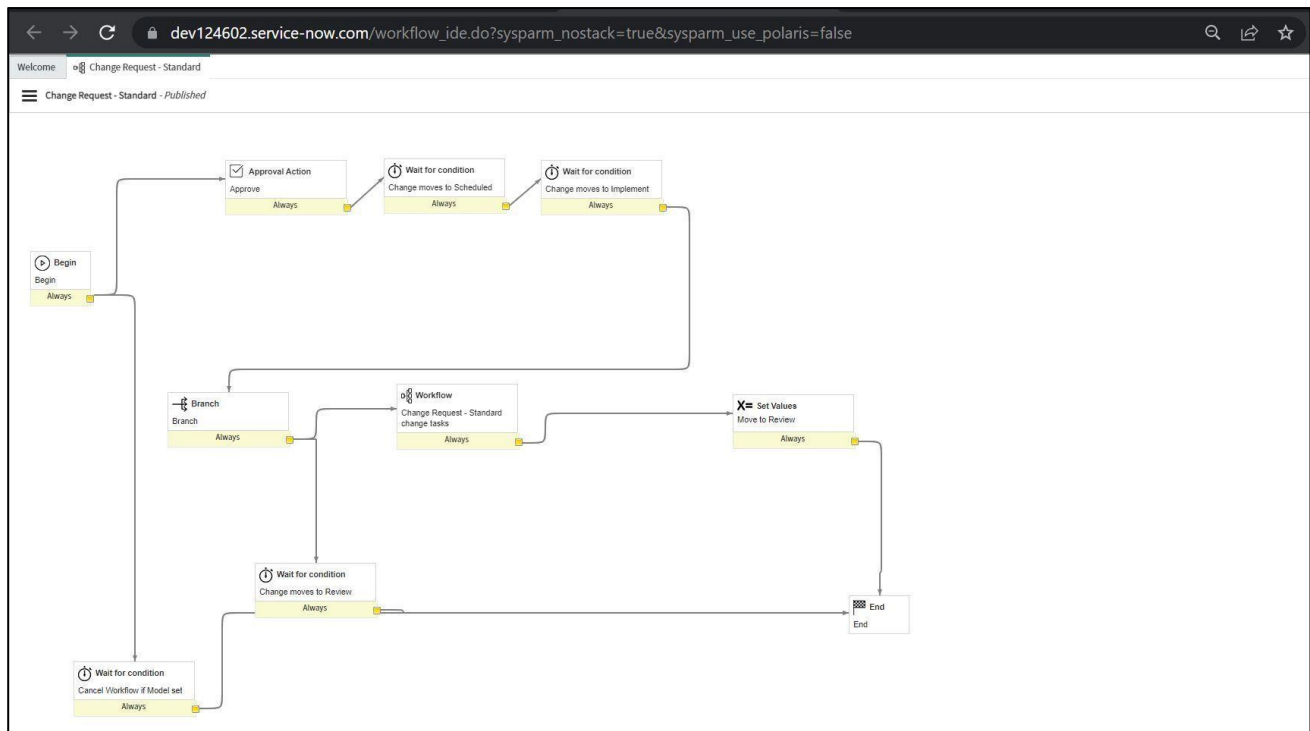 dev124602.service-now.com/workflow_ide.do?sysparm_nostack=true&sysparm_use_polaris=false
Welcome Change Request - Standard
Change Request - Standard - Published
Approval Action
Approve
Always
Wait for condition
Change moves to Scheduled
Always
Wait for condition
Change moves to Implement
Always
Begin
Begin
Always
Branch
Branch
Always
Workflow
Change Request - Standard
change tasks
Always
X= Set Values
Move to Review
Always
Wait for condition
Change moves to Review
Always
End
End
Wait for condition
Cancel Workflow if Model set
Always